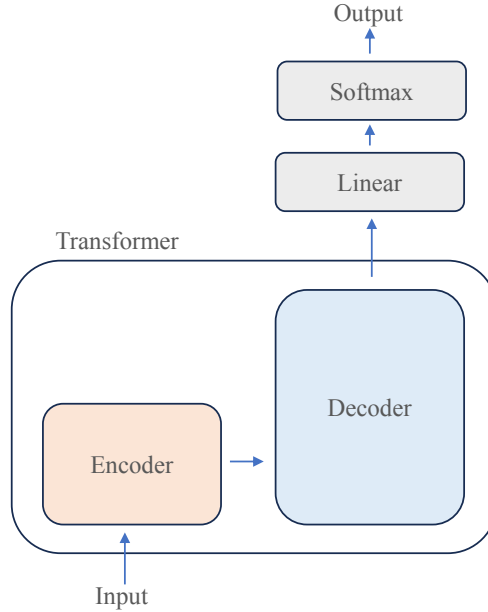 Output
Softmax
Linear
Transformer
Decoder
Encoder
Input